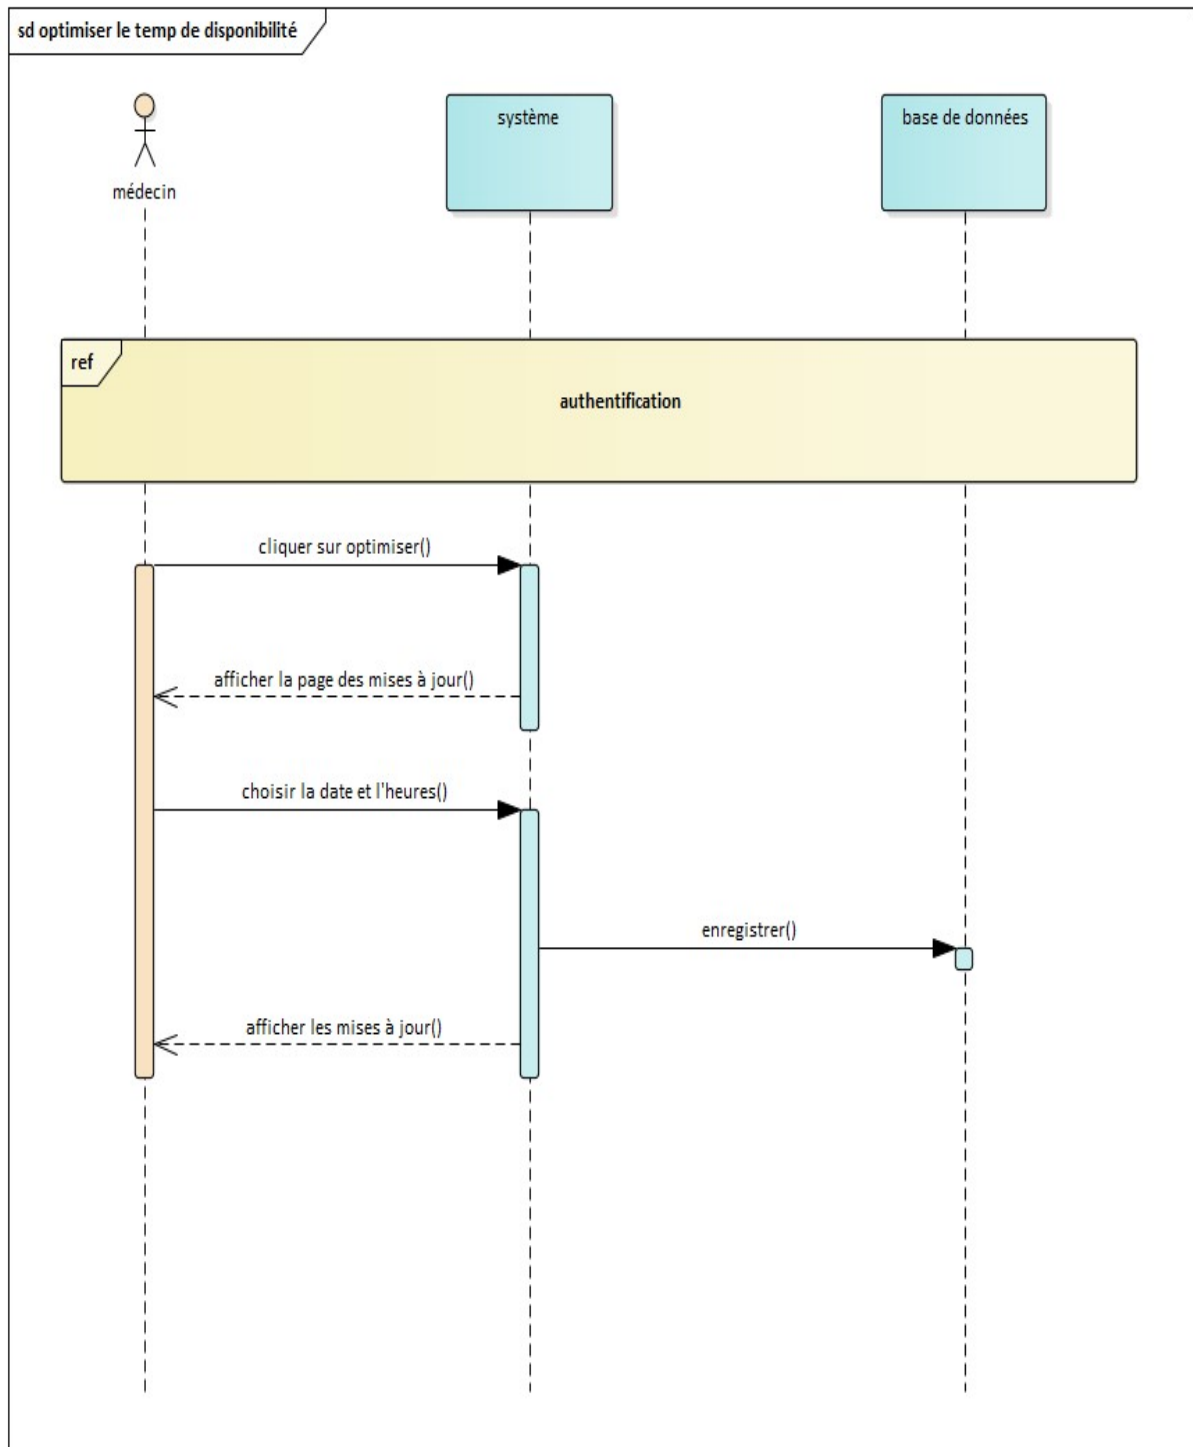 sd optimiser le temp de disponibilité
système
base de données
médecin
ref
authentification
cliquer sur optimiser()
afficher la page des mises à jour()
choisir la date et l'heures()
enregistrer()
afficher les mises à jour()